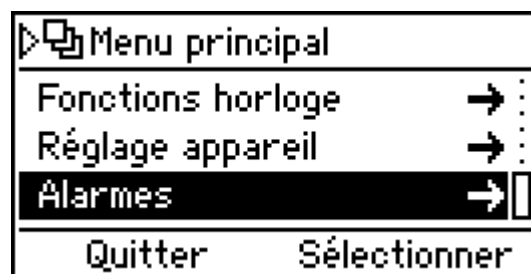 Menu principal
Fonctions horloge
Réglage appareil
Alarmes
Quitter Sélectionner